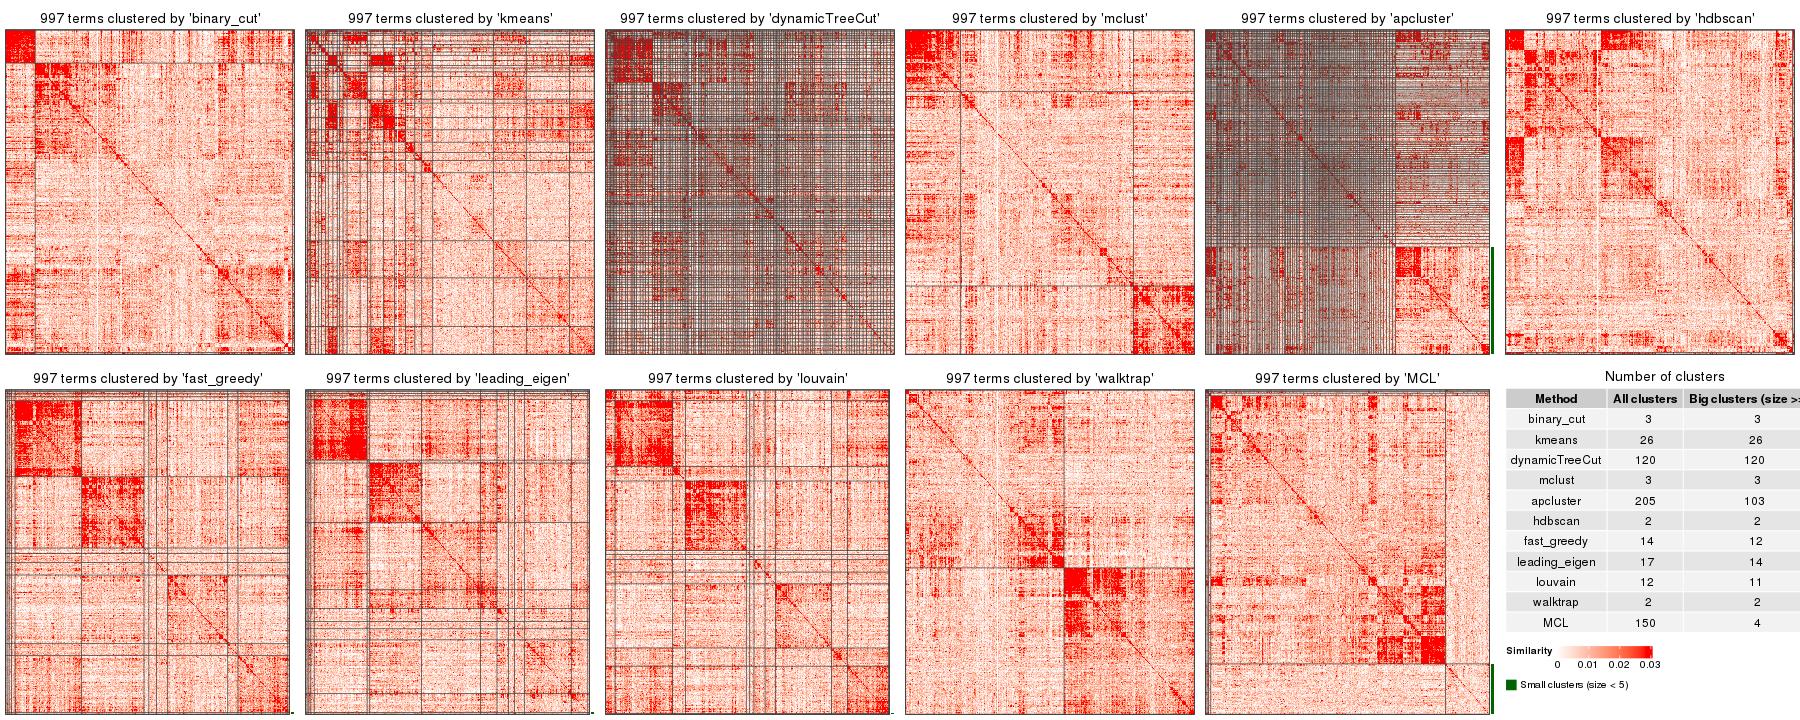 997 terms clustered by 'binary_cut'
997 terms clustered by 'kmeans'
997 terms clustered by 'dynamicTreeCut'
997 terms clustered by 'mclust'
997 terms clustered by 'apcluster'
997 terms clustered by 'hdbscan'
997 terms clustered by 'fast_greedy'
997 terms clustered by 'leading_eigen'
997 terms clustered by 'louvain'
997 terms clustered by 'walktrap'
997 terms clustered by 'MCL'
Number of clusters
Method All clusters Big clusters (size >=
binary_cut 3 3
kmeans 26 26
dynamicTreeCut 120 120
mclust 3 3
apcluster 205 103
hdbscan 2 2
fast_greedy 14 12
leading_eigen 17 14
louvain 12 11
walktrap 2 2
MCL 150 4
Similarity
0 0.01 0.02 0.03
Small clusters (size < 5)